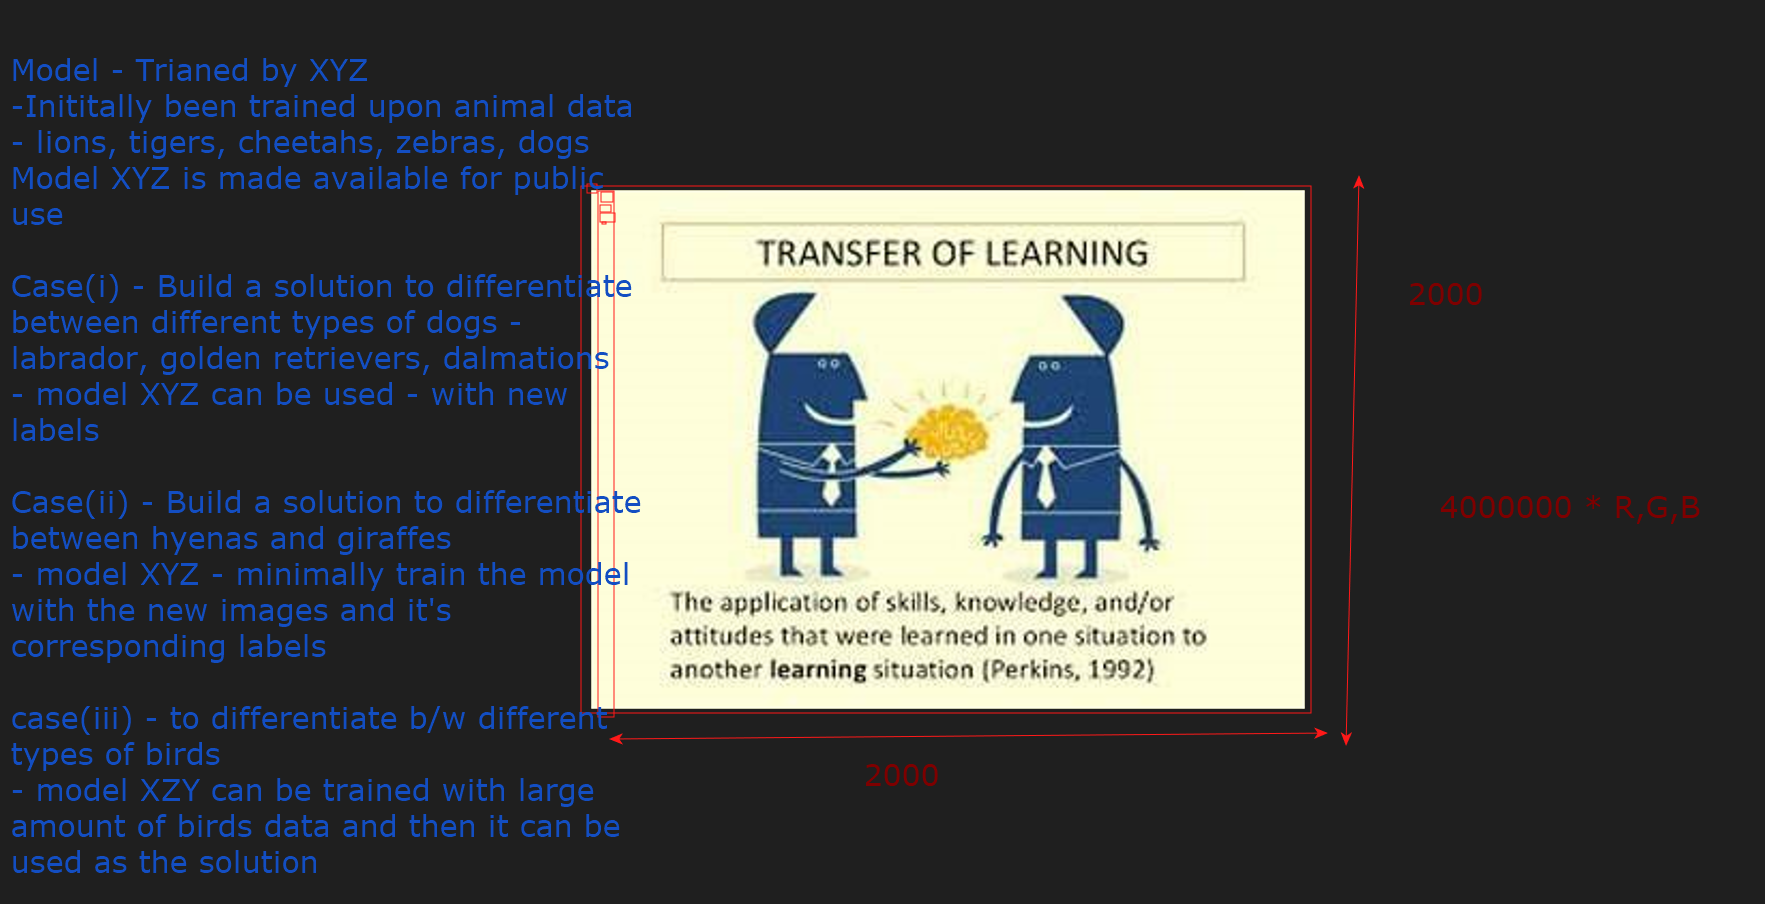 Model - Trianed by XYZ
-Inititally been trained upon animal data
- lions, tigers, cheetahs, zebras, dogs
Model XYZ is made available for public
use
Case(i) - Build a solution to differentiate
between different types of dogs -
labrador, golden retrievers, dalmations
- model XYZ can be used - with new
labels
Case(ii) - Build a solution to differentiate
between hyenas and giraffes
- model XYZ - minimally train the model
with the new images and it's
corresponding labels
case(iii) - to differentiate b/w different
types of birds
- model XZY can be trained with large
amount of birds data and then it can be
used as the solution
TRANSFER OF LEARNING
The application of skills, knowledge, and/or
attitudes that were learned in one situation to
another learning situation (Perkins, 1992)
2000
4000000 * R,G,B
2000